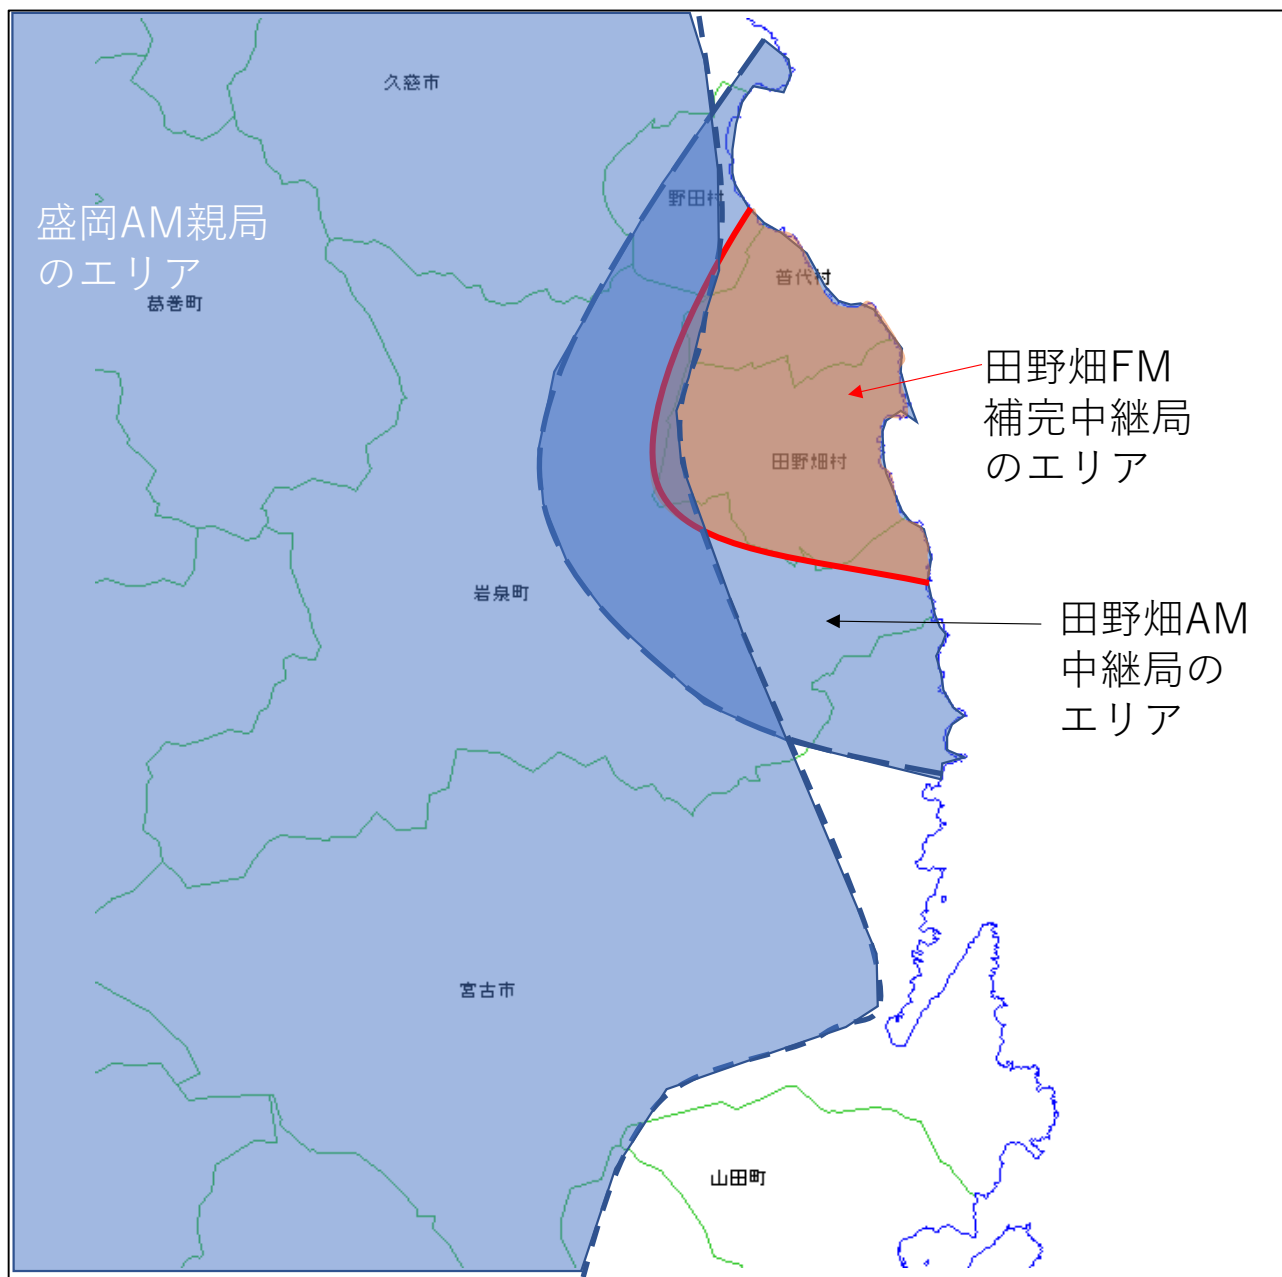 久慈市
野田村
盛岡AM親局
のエリア
葛巻町
普代村
田野畑FM
補完中継局
のエリア
田野畑村
岩泉町
田野畑AM
中継局の
エリア
宮古市
山田町